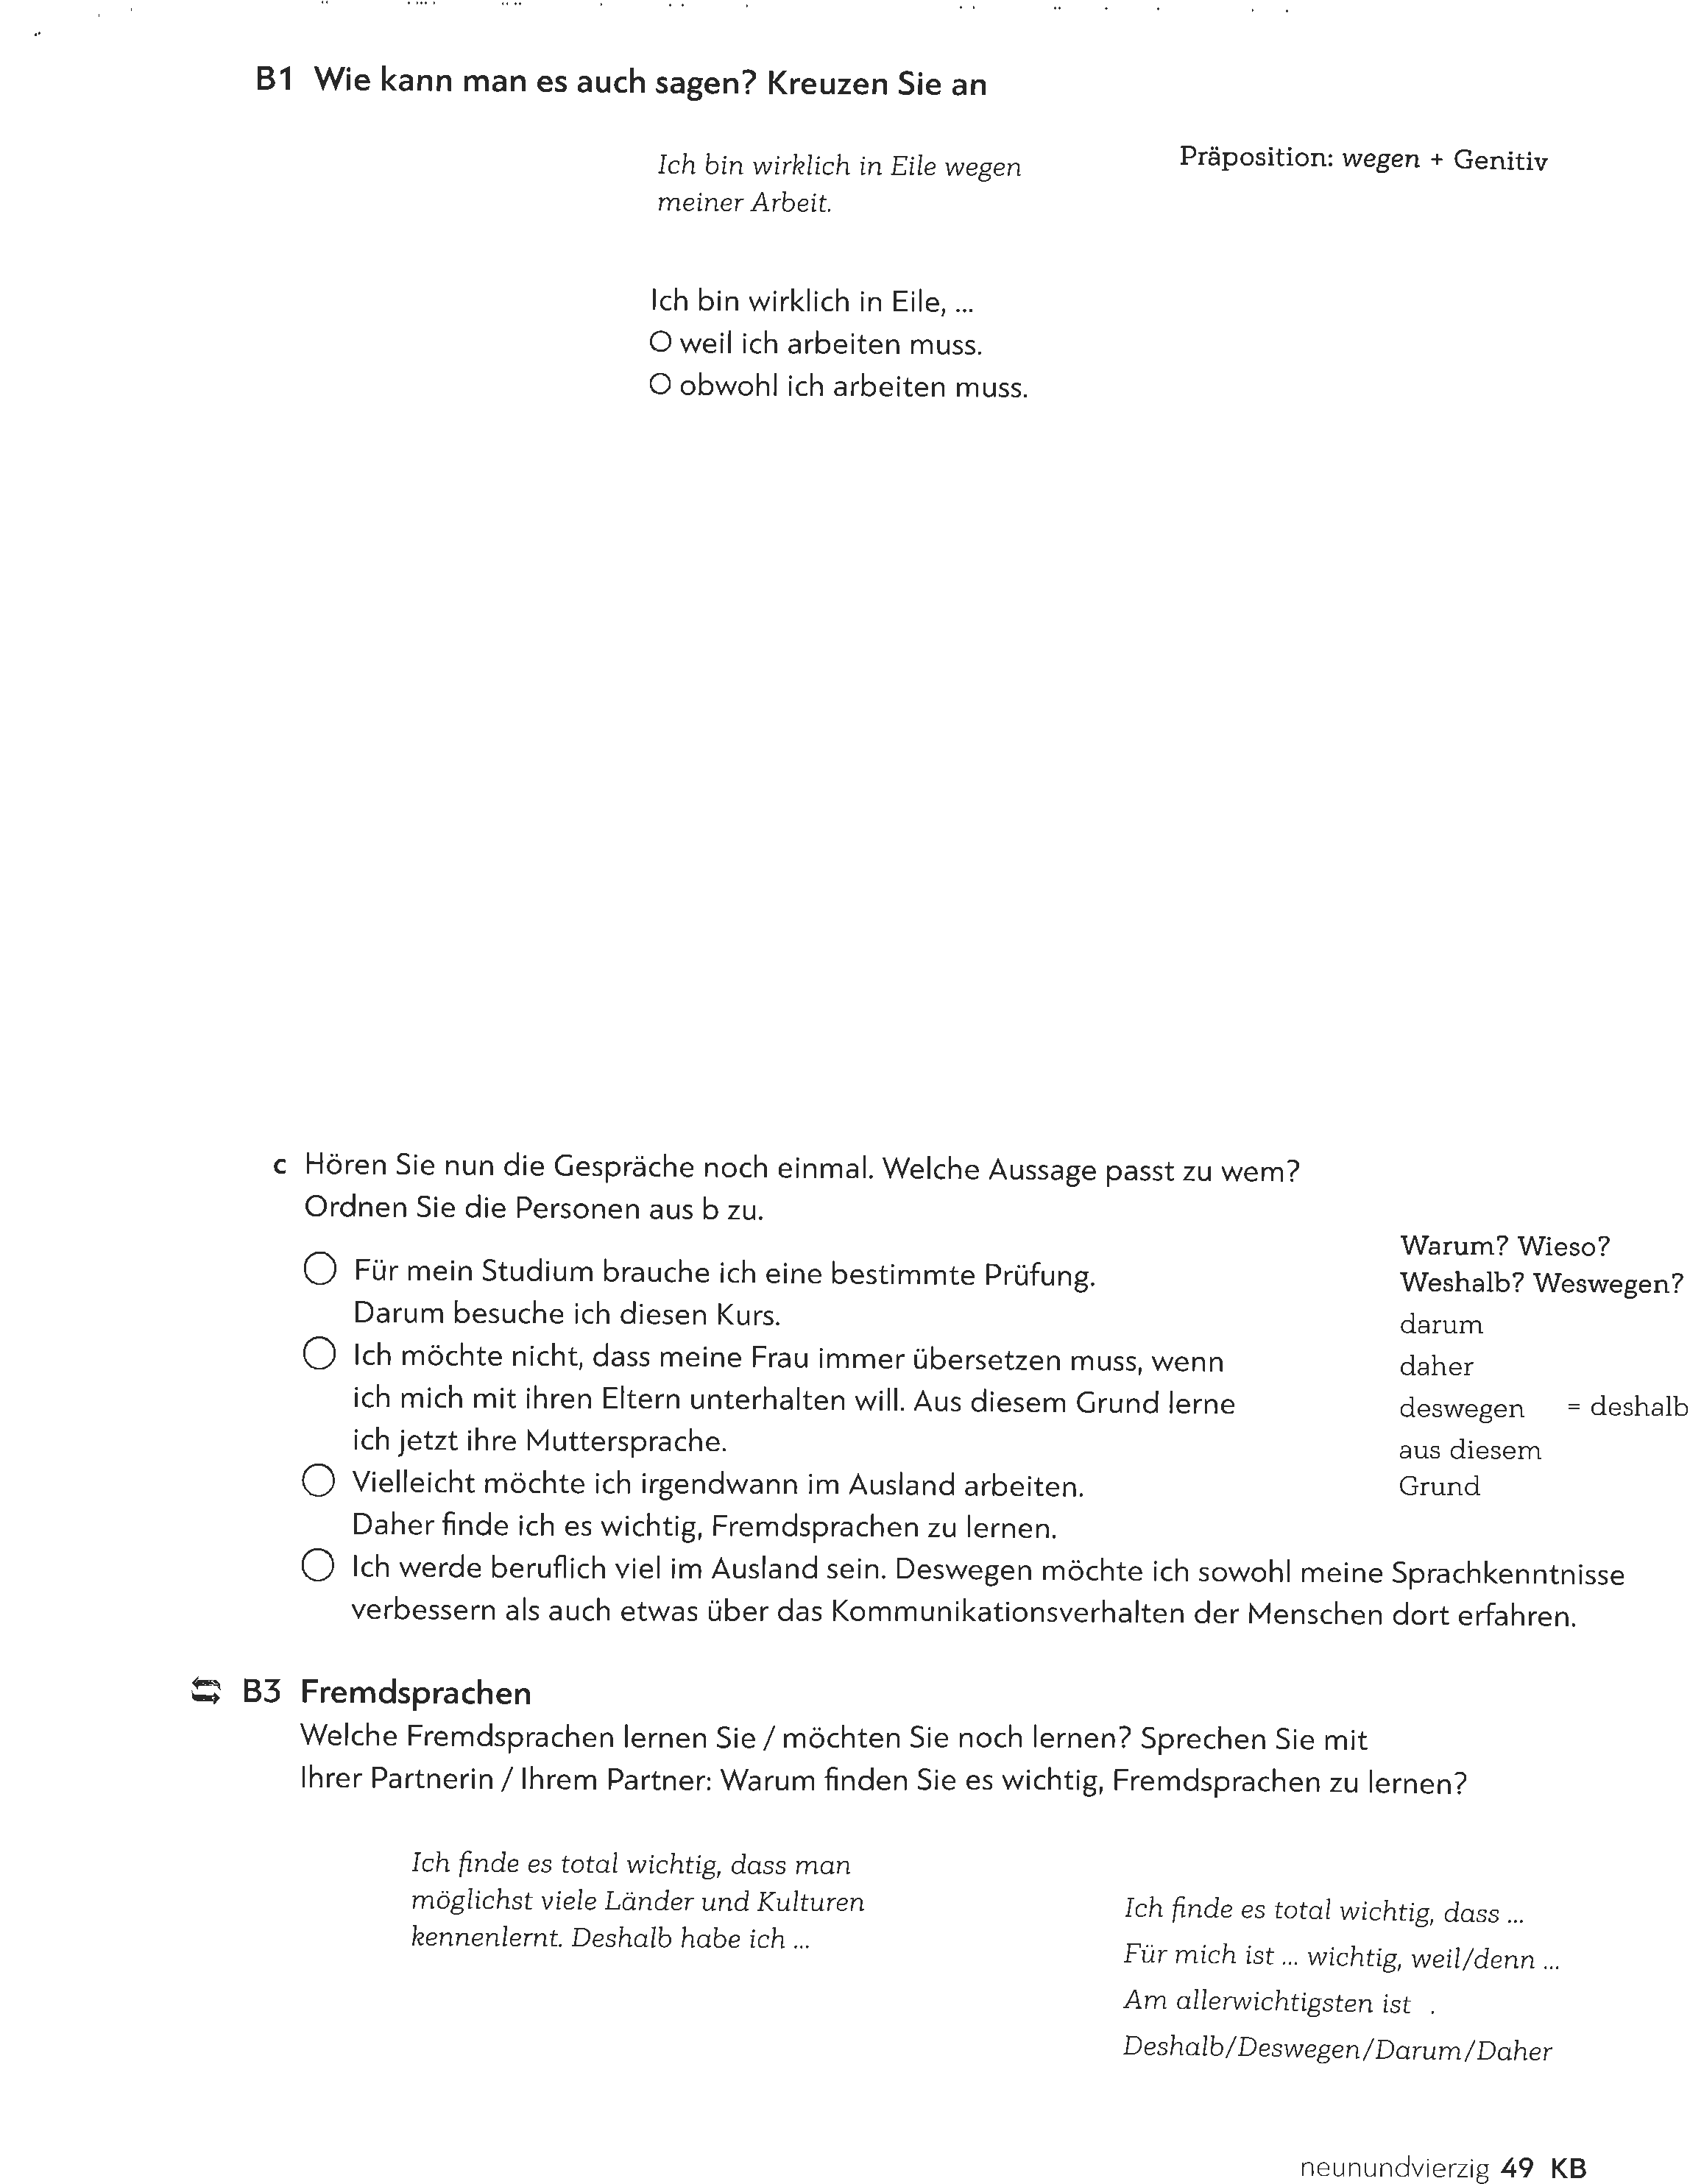 B1 Wie kann man es auch sagen? Kreuzen Sie an
Ich bin wirklich in Eile wegen
meiner Arbeit.
Präposition: wegen + Genitiv
Ich bin wirklich in Eile, ...
O weil ich arbeiten muss.
O obwohl ich arbeiten muss.
c Hören Sie nun die Gespräche noch einmal. Welche Aussage passt zu wem?
Ordnen Sie die Personen aus b zu.
Für mein Studium brauche ich eine bestimmte Prüfung.
Darum besuche ich diesen Kurs.
Ich möchte nicht, dass meine Frau immer übersetzen muss, wenn
ich mich mit ihren Eltern unterhalten will. Aus diesem Grund lerne
ich jetzt ihre Muttersprache.
Vielleicht möchte ich irgendwann im Ausland arbeiten.
Daher finde ich es wichtig, Fremdsprachen zu lernen.
Ich werde beruflich viel im Ausland sein. Deswegen möchte ich sowohl meine Sprachkenntnisse
verbessern als auch etwas über das Kommunikationsverhalten der Menschen dort erfahren.
Warum? Wieso?
Weshalb? Weswegen?
darum
daher
deswegen = deshalb
aus diesem
Grund
B3 Fremdsprachen
Welche Fremdsprachen lernen Sie / möchten Sie noch lernen? Sprechen Sie mit
Ihrer Partnerin / Ihrem Partner: Warum finden Sie es wichtig, Fremdsprachen zu lernen?
Ich finde es total wichtig, dass man
möglichst viele Länder und Kulturen
kennenlernt. Deshalb habe ich ...
Ich finde es total wichtig, dass ...
Für mich ist ... wichtig, weil/denn ...
Am allerwichtigsten ist .
Deshalb/Deswegen/Darum/Daher
neunundvierzig 49 KB